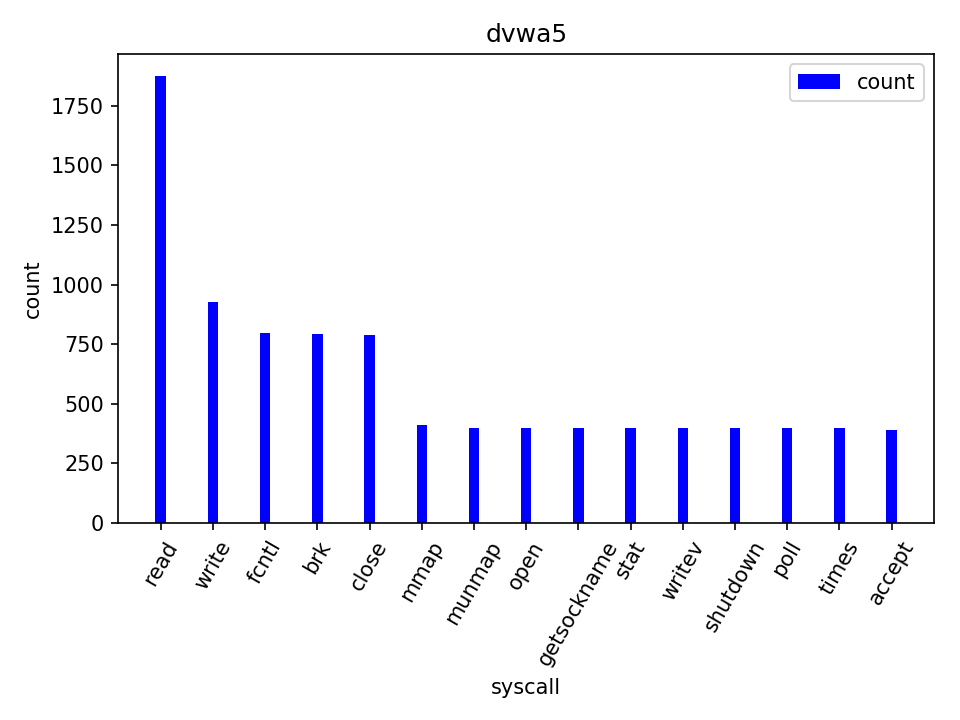 dvwa5
count
1750
1500
1250
1000
750
500
250
0
count
read
write
fcntl
brk
close
mmap
munmap
open
getsockname
stat
writev
shutdown
poll
times
accept
syscall